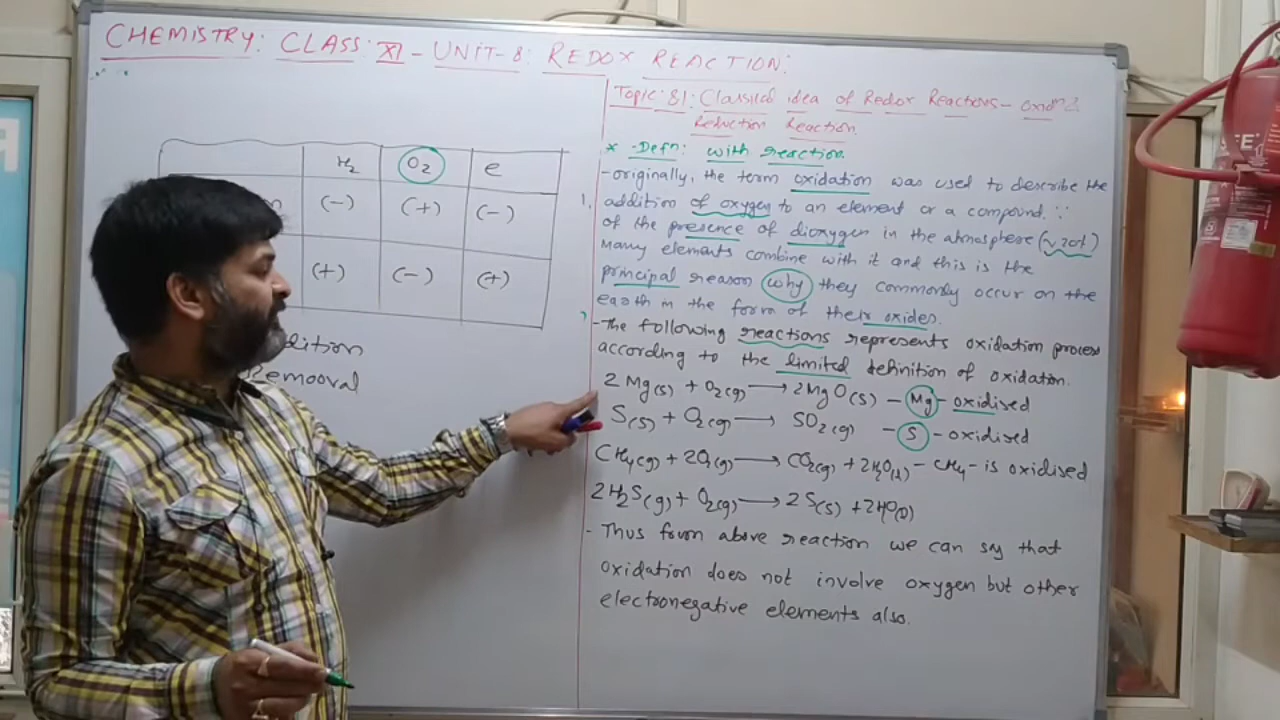 CHEMISTRY: CLASS: XI - UNIT-8: REDOX REACTION:
H2 O2 e
(-) (+) (-)
(+) (-) (+)
Topic: 8.1: Classical idea of Redox Reactions - oxidn &
Reduction Reaction
* -Defn: with reaction.
1. -originally, the term oxidation was used to describe the
addition of oxygen to an element or a compound. ∵
of the presence of dioxygen in the atmosphere (~20%)
Many elements combine with it and this is the
principal reason why they commonly occur on the
earth in the form of their oxides.
-The following reactions represents oxidation process
according to the limited definition of oxidation.
2Mg(s) + O2(g) ⟶ 2MgO(s) - Mg - oxidised
S(s) + O2(g) ⟶ SO2(g) - S - oxidised
CH4(g) + 2O2(g) ⟶ CO2(g) + 2H2O(l) - CH4 - is oxidised
2H2S(g) + O2(g) ⟶ 2S(s) + 2H2O(l)
- Thus from above reaction we can say that
oxidation does not involve oxygen but other
electronegative elements also.
Remooval